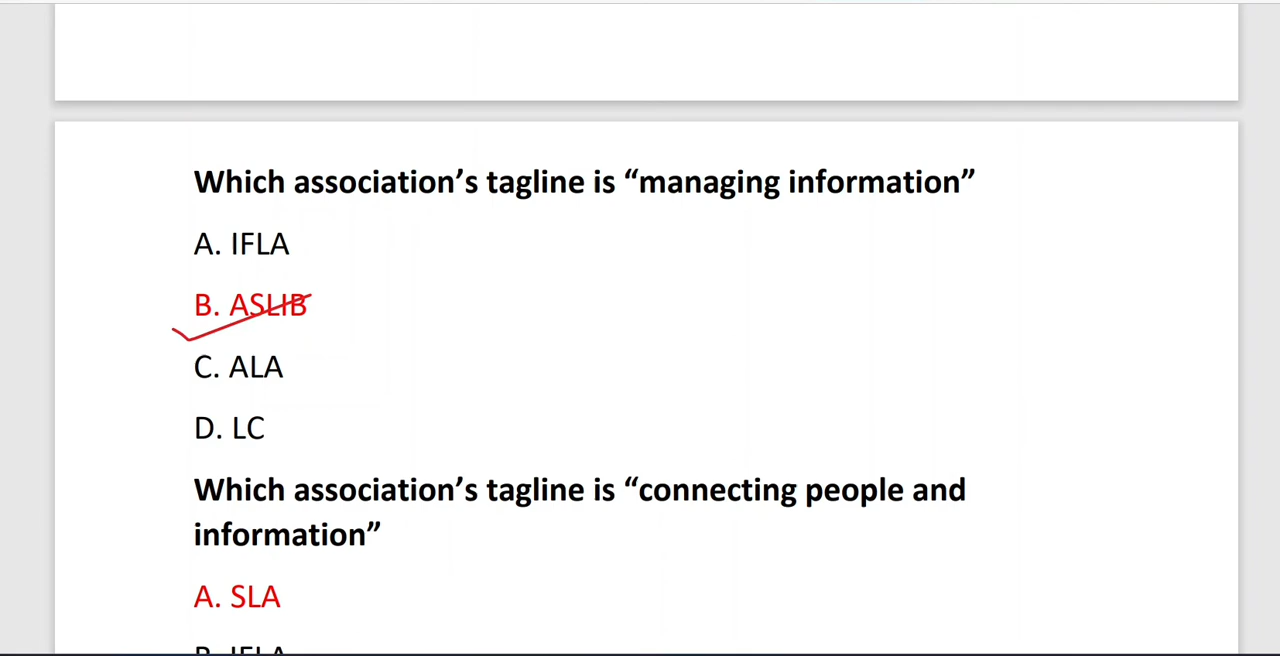 Which association’s tagline is “managing information”
A. IFLA
B. ASLIB
C. ALA
D. LC
Which association’s tagline is “connecting people and
information”
A. SLA
B. IFLA